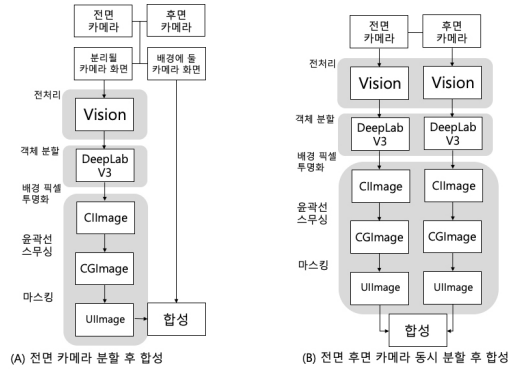 전면
카메라
후면
카메라
분리될
카메라 화면
배경에 둘
카메라 화면
전처리
Vision
객체 분할
DeepLab
V3
배경 픽셀
투명화
CIImage
윤곽선
스무싱
CGImage
마스킹
UIImage
합성
(A) 전면 카메라 분할 후 합성
전면
카메라
후면
카메라
전처리
Vision
Vision
객체 분할
DeepLab
V3
DeepLab
V3
배경 픽셀
투명화
CIImage
CIImage
윤곽선
스무싱
CGImage
CGImage
마스킹
UIImage
UIImage
합성
(B) 전면 후면 카메라 동시 분할 후 합성